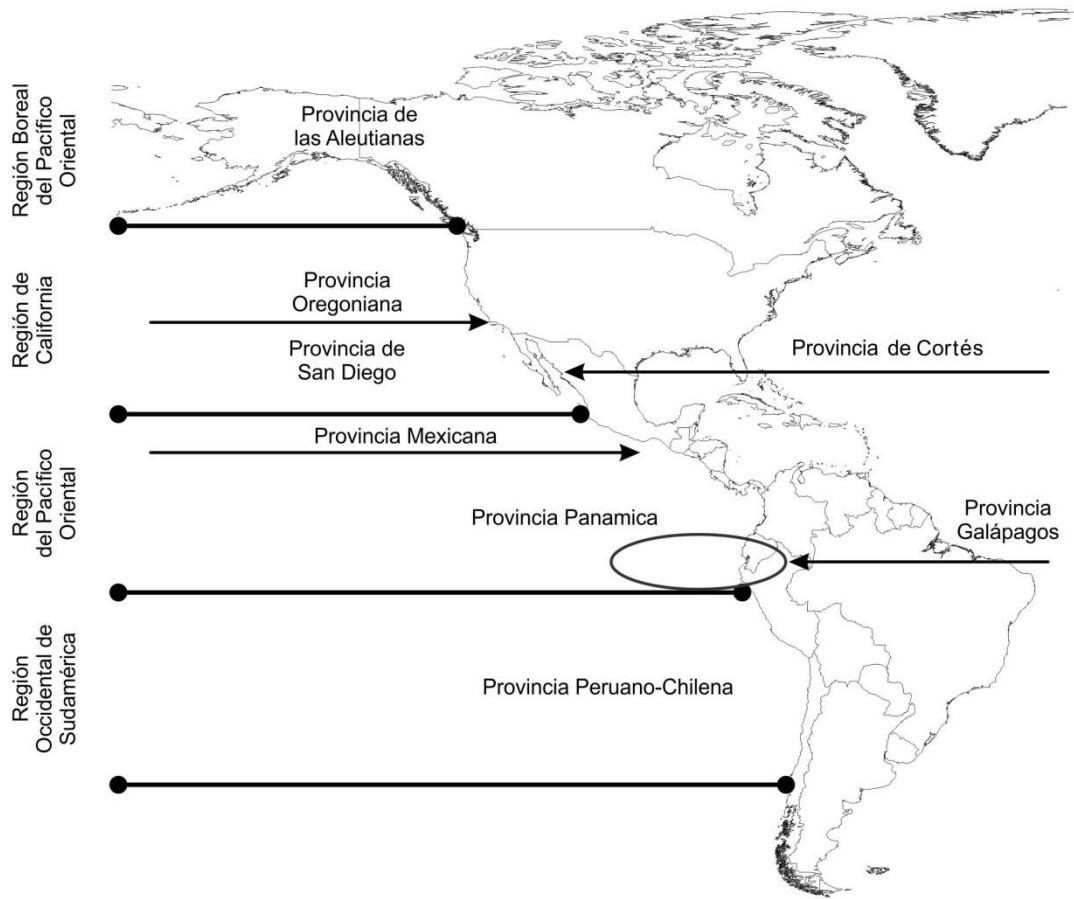 Región Boreal
del Pacífico
Oriental
Provincia de
las Aleutianas
Región de
California
Provincia
Oregoniana
Provincia de
San Diego
Provincia de Cortés
Región
del Pacífico
Oriental
Provincia Mexicana
Provincia Panamica
Provincia
Galápagos
Región
Occidental de
Sudamérica
Provincia Peruano-Chilena